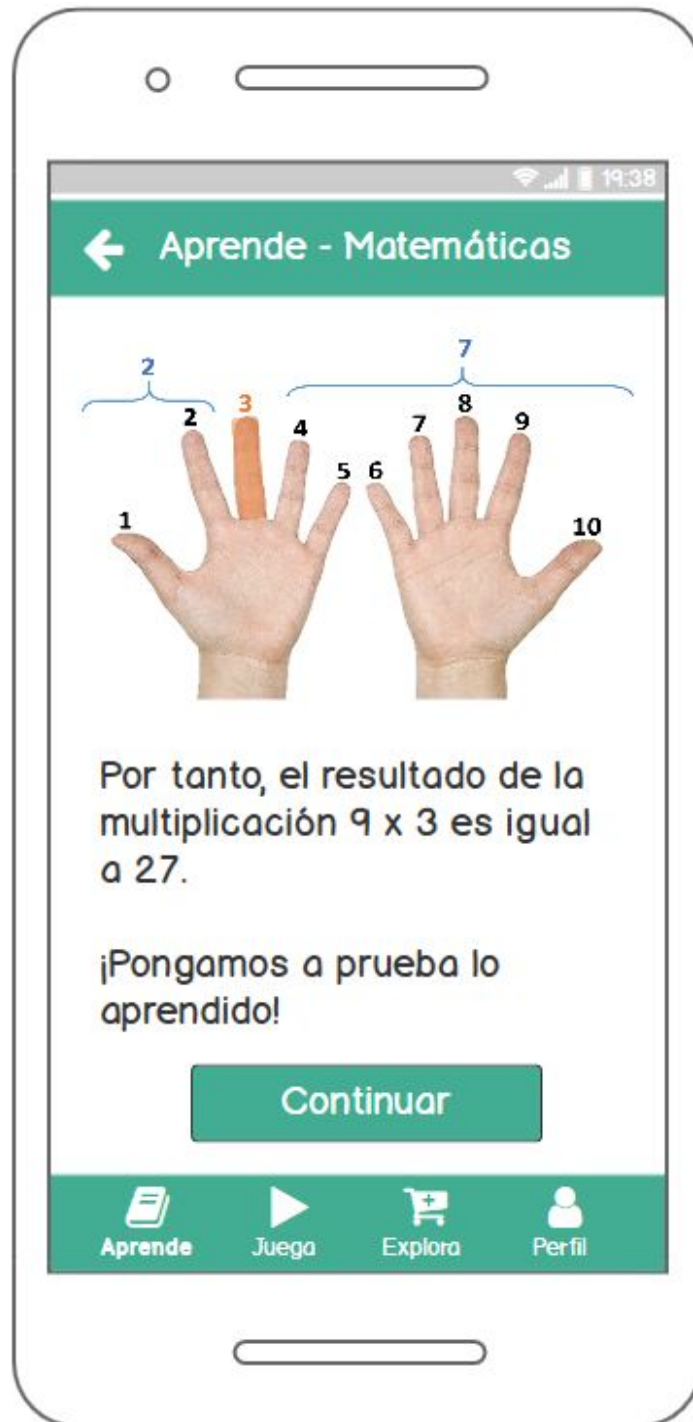 19:38
Aprende - Matemáticas
2
7
1
2
3
4
5
6
7
8
9
10
Por tanto, el resultado de la
multiplicación 9 x 3 es igual
a 27.
¡Pongamos a prueba lo
aprendido!
Continuar
Aprende Juega Explora Perfil